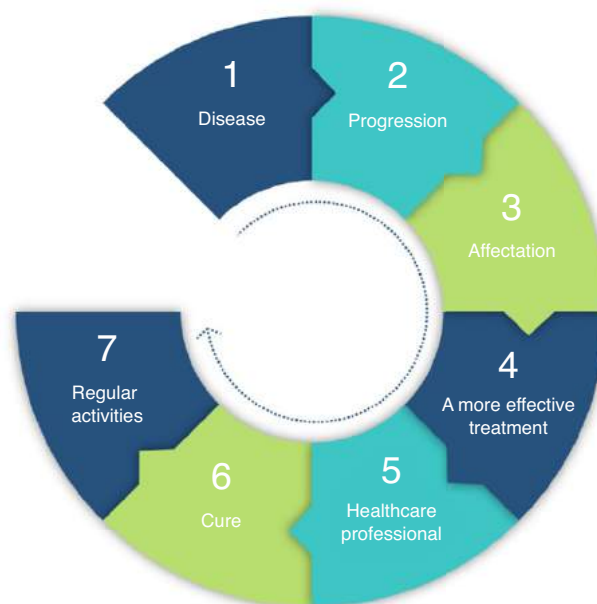 1
Disease
2
Progression
3
Affectation
4
A more effective
treatment
5
Healthcare
professional
6
Cure
7
Regular
activities